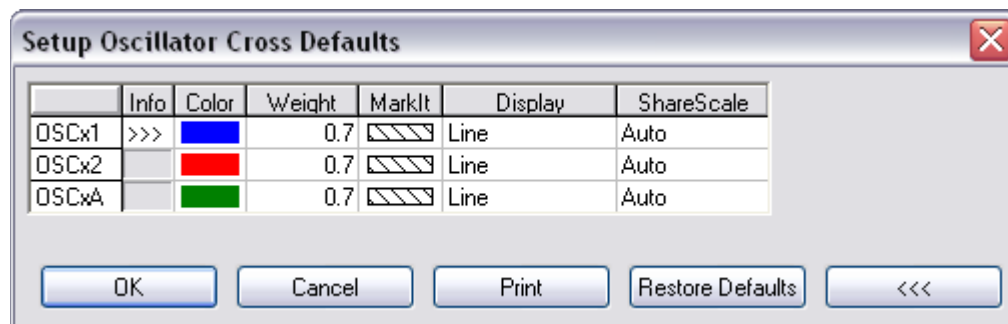 Setup Oscillator Cross Defaults
Info Color Weight MarkIt Display ShareScale
OSCx1 >>> 0.7 Line Auto
OSCx2 0.7 Line Auto
OSCxA 0.7 Line Auto
OK Cancel Print Restore Defaults <<<